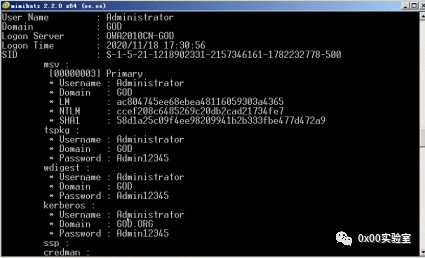 mimikatz 2.2.0 x64 (oe.eo)
User Name         : Administrator
Domain            : GOD
Logon Server      : OWA2010CN-GOD
Logon Time        : 2020/11/18 17:30:56
SID               : S-1-5-21-1218902331-2157346161-1782232778-500
msv :
[00000003] Primary
* Username : Administrator
* Domain   : GOD
* LM       : ac804745ee68ebea48116059303a4365
* NTLM     : ccef208c6485269c20db2cad21734fe7
* SHA1     : 58d1a25c09f4ee98209941b2b333fbe477d472a9
tspkg :
* Username : Administrator
* Domain   : GOD
* Password : Admin12345
wdigest :
* Username : Administrator
* Domain   : GOD
* Password : Admin12345
kerberos :
* Username : Administrator
* Domain   : GOD.ORG
* Password : Admin12345
ssp :
credman :
0x00实验室